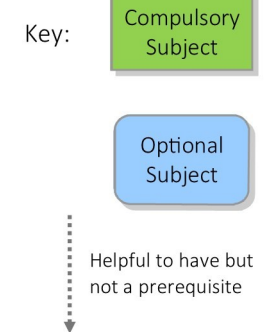 Key:
Compulsory
Subject
Optional
Subject
Helpful to have but
not a prerequisite